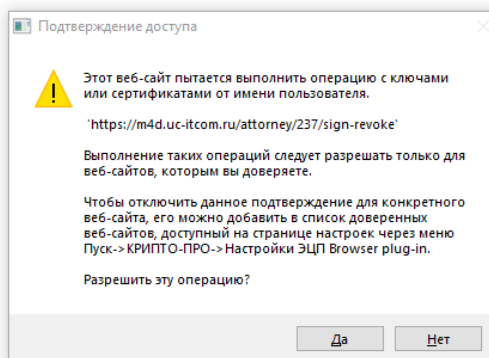 Подтверждение доступа
Этот веб-сайт пытается выполнить операцию с ключами
или сертификатами от имени пользователя.
'https://m4d.uc-itcom.ru/attorney/237/sign-revoke'
Выполнение таких операций следует разрешать только для
веб-сайтов, которым вы доверяете.
Чтобы отключить данное подтверждение для конкретного
веб-сайта, его можно добавить в список доверенных
веб-сайтов, доступный на странице настроек через меню
Пуск->КРИПТО-ПРО->Настройки ЭЦП Browser plug-in.
Разрешить эту операцию?
Да
Нет